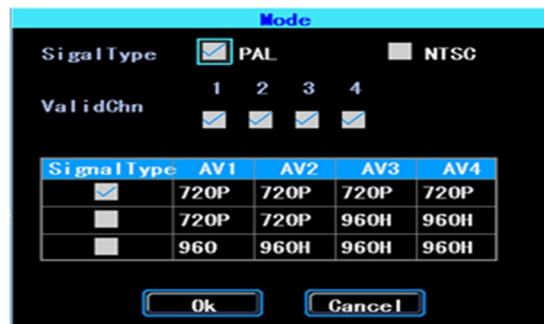 Mode
SigalType PAL NTSC
1 2 3 4
ValidChn
SignalType AV1 AV2 AV3 AV4
720P 720P 720P 720P
720P 720P 960H 960H
960 960H 960H 960H
Ok Cancel